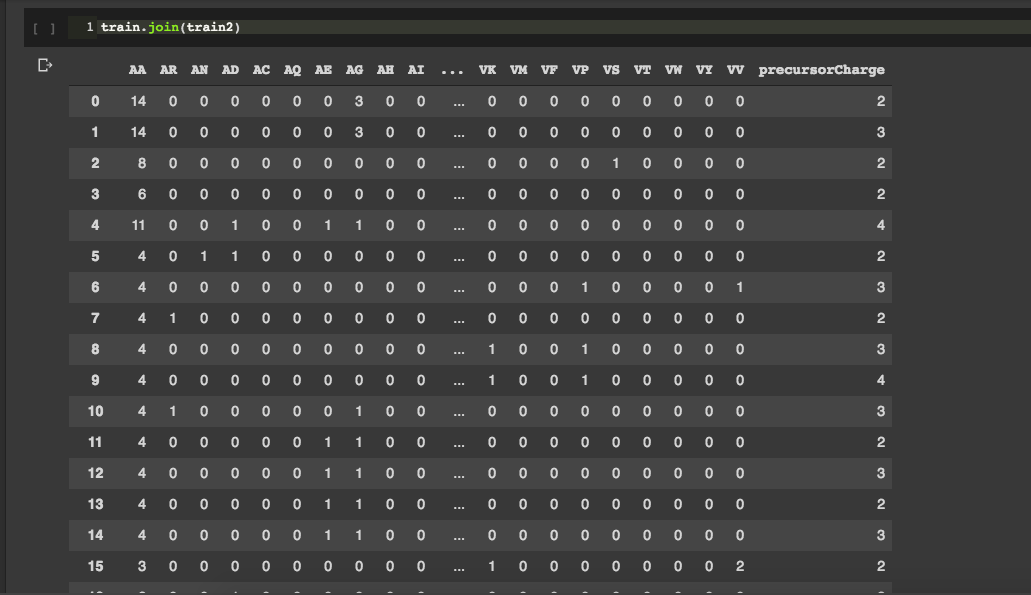 [ ] 1 train.join(train2)
AA AR AN AD AC AQ AE AG AH AI ... VK VM VF VP VS VT VW VY VV precursorCharge
0 14 0 0 0 0 0 0 3 0 0 ... 0 0 0 0 0 0 0 0 0 2
1 14 0 0 0 0 0 0 3 0 0 ... 0 0 0 0 0 0 0 0 0 3
2 8 0 0 0 0 0 0 0 0 0 ... 0 0 0 0 1 0 0 0 0 2
3 6 0 0 0 0 0 0 0 0 0 ... 0 0 0 0 0 0 0 0 0 2
4 11 0 0 1 0 0 1 1 0 0 ... 0 0 0 0 0 0 0 0 0 4
5 4 0 1 1 0 0 0 0 0 0 ... 0 0 0 0 0 0 0 0 0 2
6 4 0 0 0 0 0 0 0 0 0 ... 0 0 0 1 0 0 0 0 1 3
7 4 1 0 0 0 0 0 0 0 0 ... 0 0 0 0 0 0 0 0 0 2
8 4 0 0 0 0 0 0 0 0 0 ... 1 0 0 1 0 0 0 0 0 3
9 4 0 0 0 0 0 0 0 0 0 ... 1 0 0 1 0 0 0 0 0 4
10 4 1 0 0 0 0 0 1 0 0 ... 0 0 0 0 0 0 0 0 0 3
11 4 0 0 0 0 0 1 1 0 0 ... 0 0 0 0 0 0 0 0 0 2
12 4 0 0 0 0 0 1 1 0 0 ... 0 0 0 0 0 0 0 0 0 3
13 4 0 0 0 0 0 1 1 0 0 ... 0 0 0 0 0 0 0 0 0 2
14 4 0 0 0 0 0 1 1 0 0 ... 0 0 0 0 0 0 0 0 0 3
15 3 0 0 0 0 0 0 0 0 0 ... 1 0 0 0 0 0 0 0 2 2